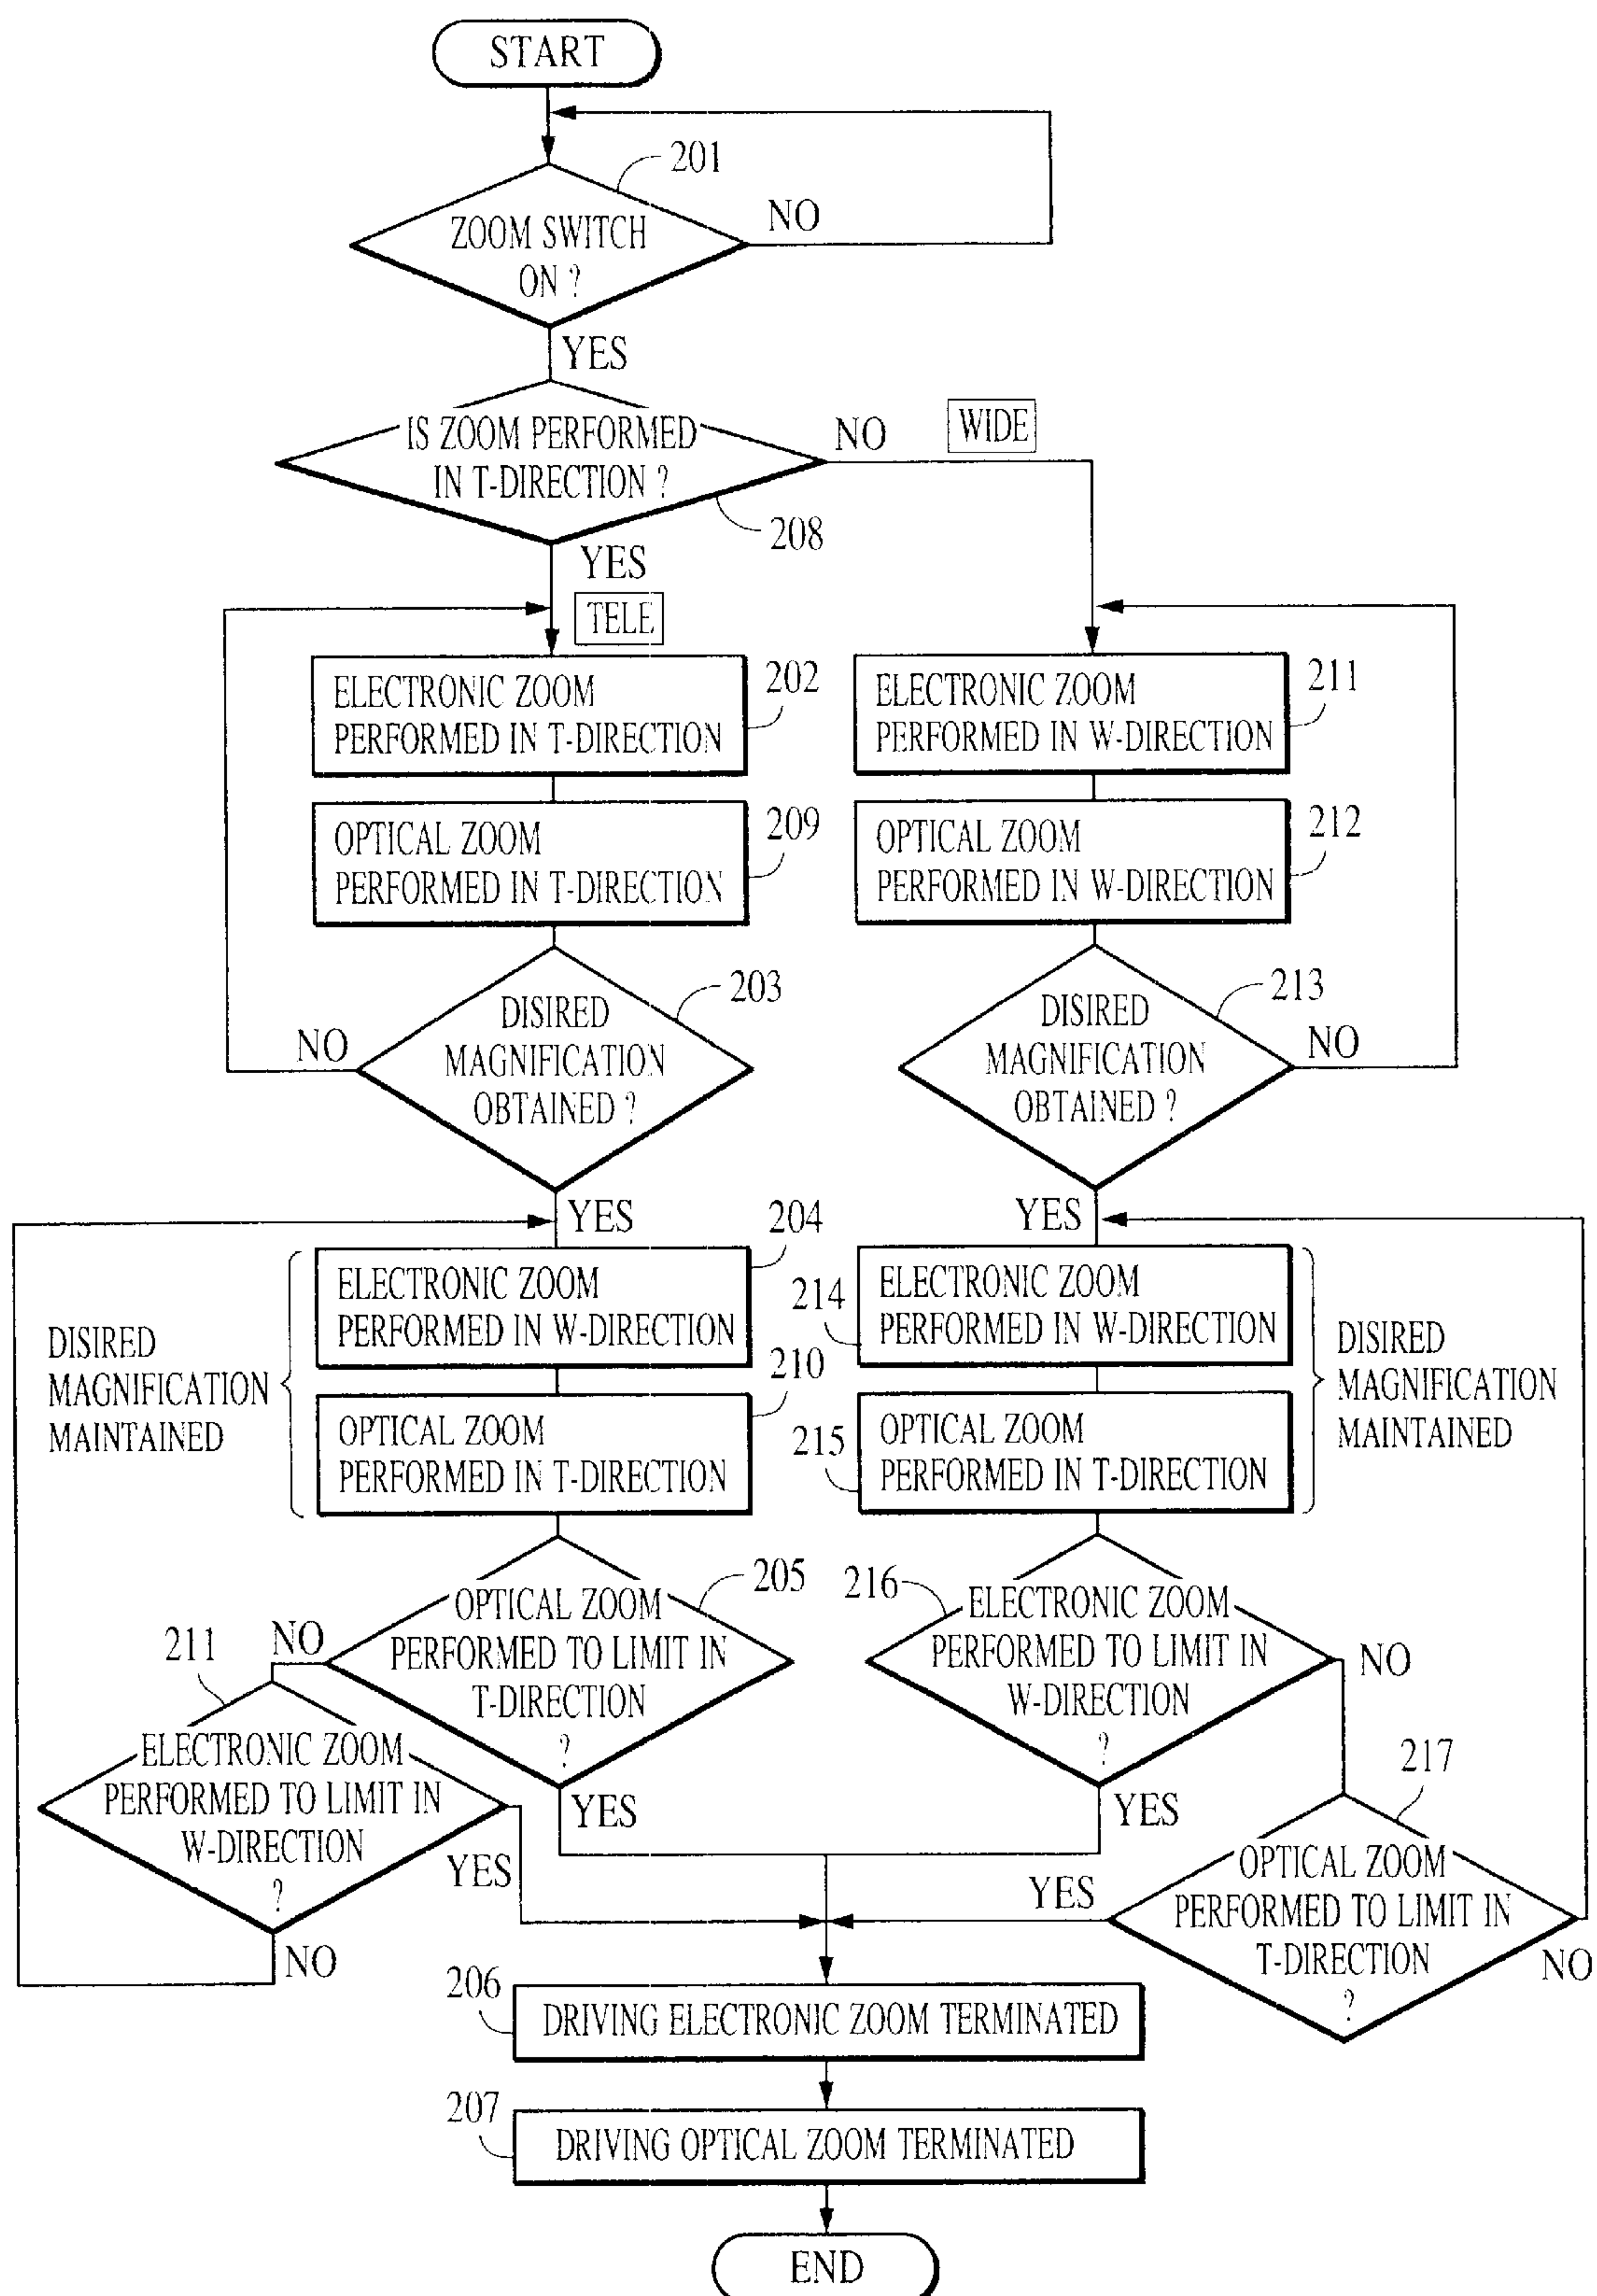 START
201
ZOOM SWITCH
ON ?
NO
YES
IS ZOOM PERFORMED
IN T-DIRECTION ?
NO
WIDE
208
YES
TELE
ELECTRONIC ZOOM
PERFORMED IN T-DIRECTION
202
ELECTRONIC ZOOM
PERFORMED IN W-DIRECTION
211
OPTICAL ZOOM
PERFORMED IN T-DIRECTION
209
OPTICAL ZOOM
PERFORMED IN W-DIRECTION
212
DISIRED
MAGNIFICATION
OBTAINED ?
203
NO
DISIRED
MAGNIFICATION
OBTAINED ?
213
NO
YES
YES
204
ELECTRONIC ZOOM
PERFORMED IN W-DIRECTION
214
ELECTRONIC ZOOM
PERFORMED IN W-DIRECTION
DISIRED
MAGNIFICATION
MAINTAINED
210
OPTICAL ZOOM
PERFORMED IN T-DIRECTION
215
OPTICAL ZOOM
PERFORMED IN T-DIRECTION
DISIRED
MAGNIFICATION
MAINTAINED
205
OPTICAL ZOOM
PERFORMED TO LIMIT IN
T-DIRECTION
?
NO
YES
216
ELECTRONIC ZOOM
PERFORMED TO LIMIT IN
W-DIRECTION
?
NO
YES
211
ELECTRONIC ZOOM
PERFORMED TO LIMIT IN
W-DIRECTION
?
YES
NO
217
OPTICAL ZOOM
PERFORMED TO LIMIT IN
T-DIRECTION
?
YES
NO
206
DRIVING ELECTRONIC ZOOM TERMINATED
207
DRIVING OPTICAL ZOOM TERMINATED
END